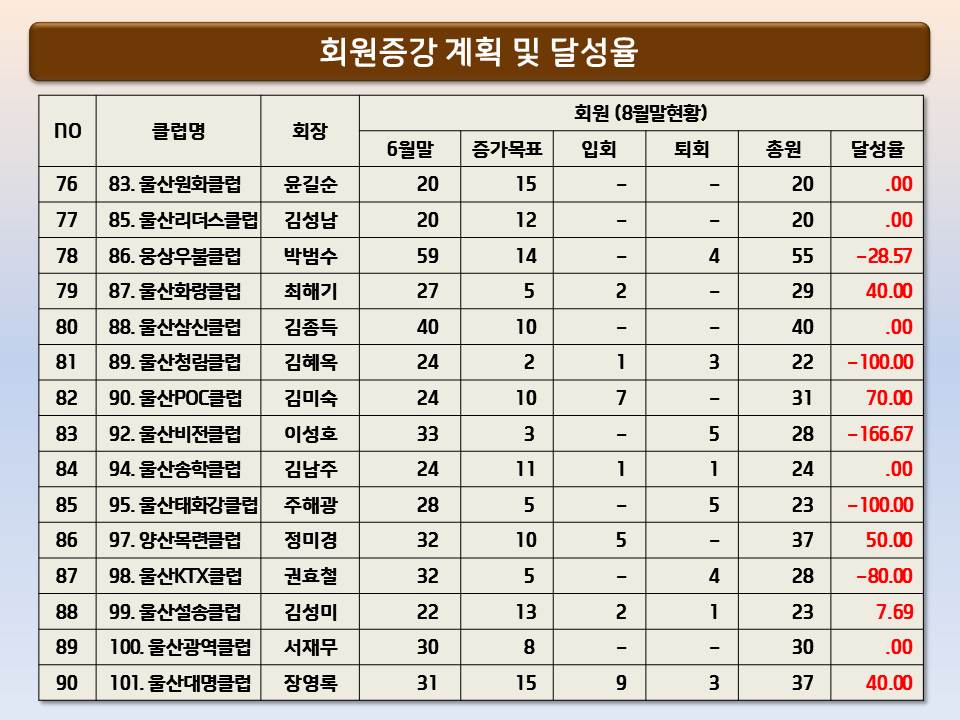 회원증강 계획 및 달성율
NO 클럽명 회장 회원 (8월말현황)
6월말 증가목표 입회 퇴회 총원 달성율
76 83. 울산원화클럽 윤길순 20 15 - - 20 .00
77 85. 울산리더스클럽 김성남 20 12 - - 20 .00
78 86. 웅상우불클럽 박범수 59 14 - 4 55 -28.57
79 87. 울산화랑클럽 최해기 27 5 2 - 29 40.00
80 88. 울산삼신클럽 김종득 40 10 - - 40 .00
81 89. 울산청림클럽 김혜옥 24 2 1 3 22 -100.00
82 90. 울산POC클럽 김미숙 24 10 7 - 31 70.00
83 92. 울산비전클럽 이성호 33 3 - 5 28 -166.67
84 94. 울산송학클럽 김남주 24 11 1 1 24 .00
85 95. 울산태화강클럽 주해광 28 5 - 5 23 -100.00
86 97. 양산목련클럽 정미경 32 10 5 - 37 50.00
87 98. 울산KTX클럽 권효철 32 5 - 4 28 -80.00
88 99. 울산설송클럽 김성미 22 13 2 1 23 7.69
89 100. 울산광역클럽 서재무 30 8 - - 30 .00
90 101. 울산대명클럽 장영록 31 15 9 3 37 40.00